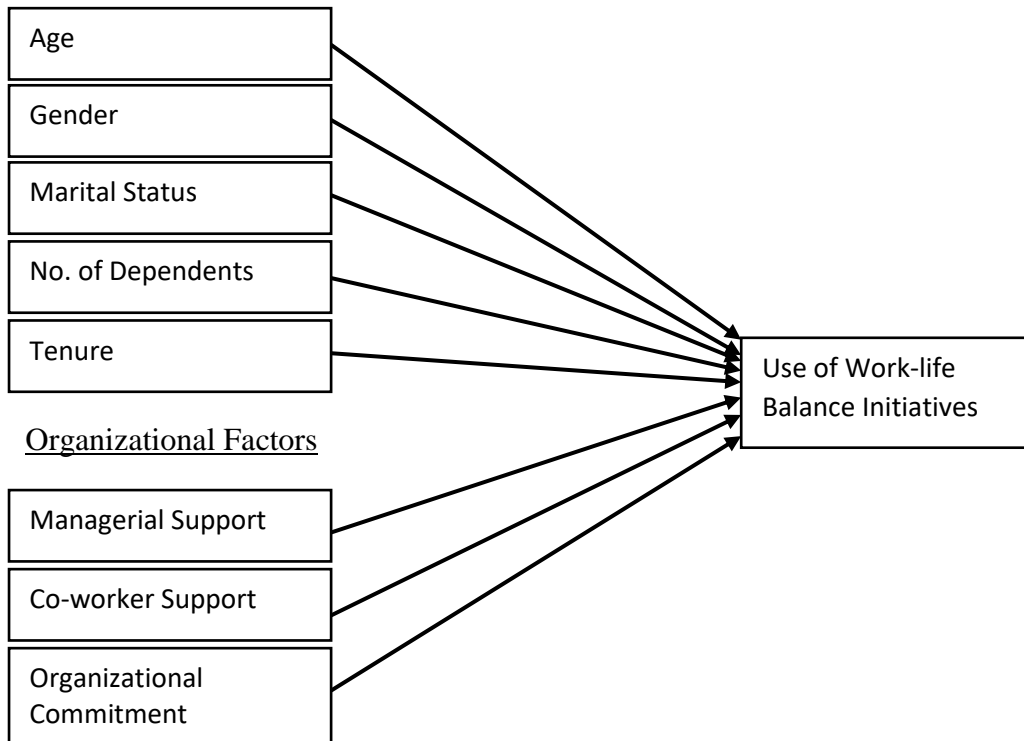 Age
Gender
Marital Status
No. of Dependents
Tenure
Use of Work-life
Balance Initiatives
Organizational Factors
Managerial Support
Co-worker Support
Organizational
Commitment